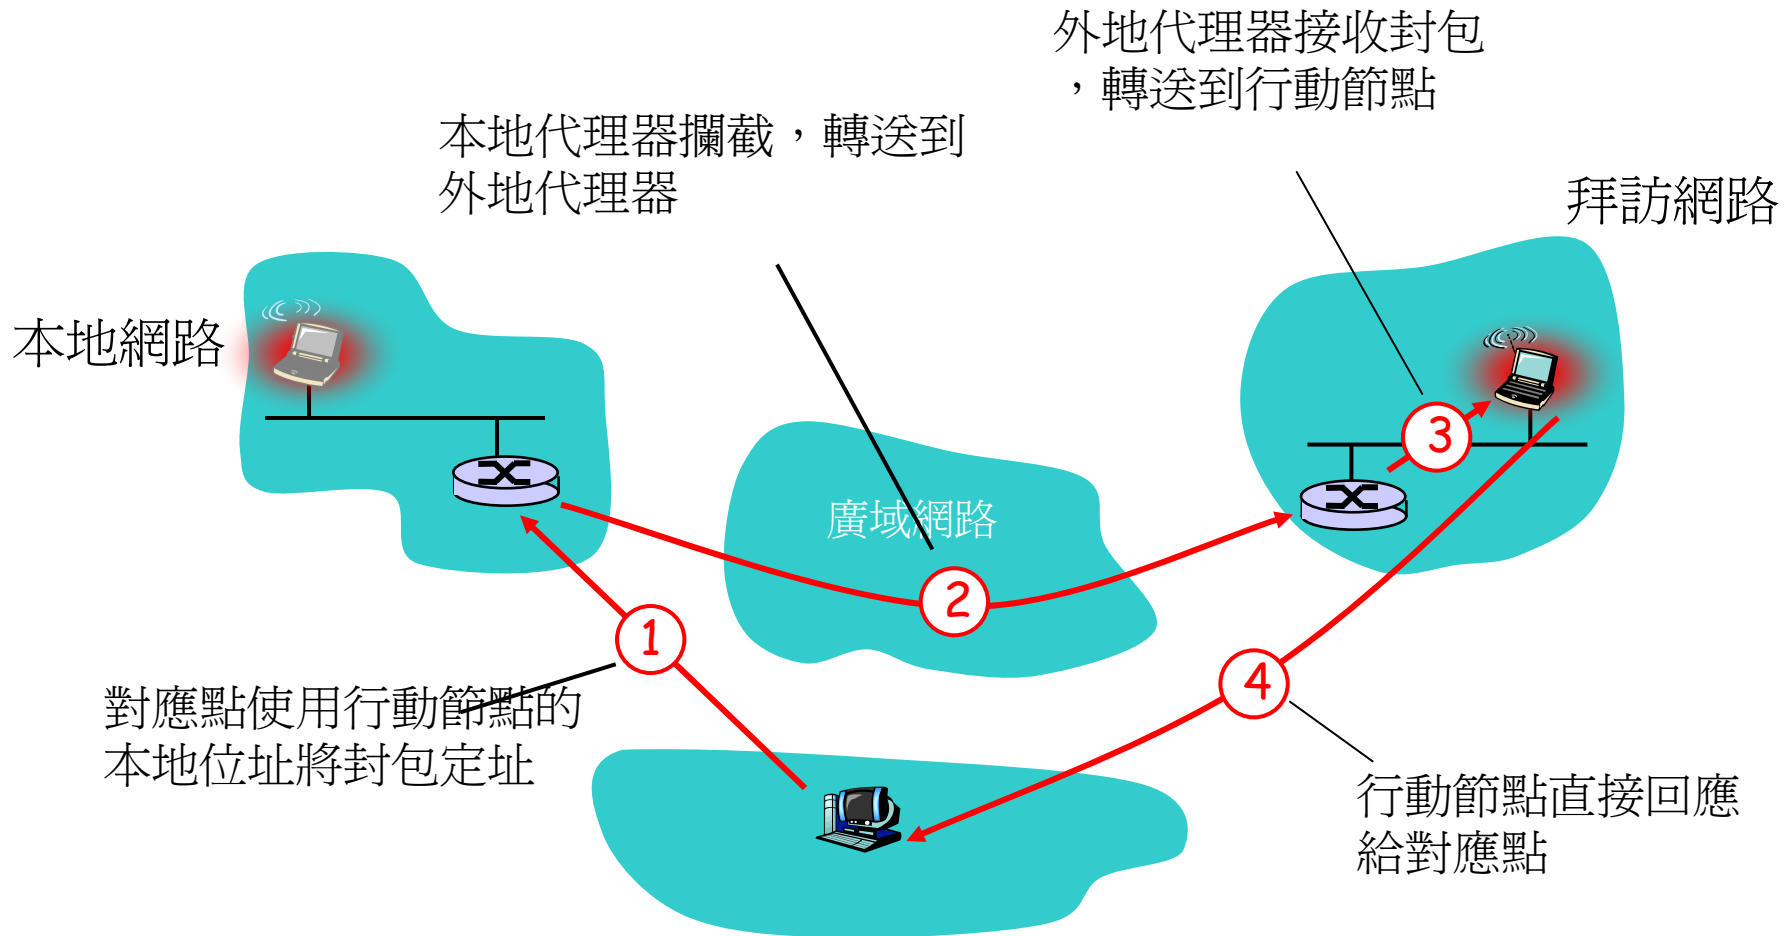 外地代理器接收封包
，轉送到行動節點
本地代理器攔截，轉送到
外地代理器
拜訪網路
本地網路
3
廣域網路
2
1
4
對應點使用行動節點的
本地位址將封包定址
行動節點直接回應
給對應點